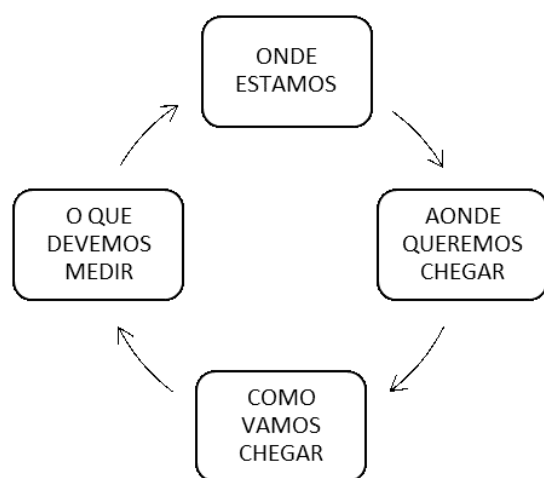 ONDE
ESTAMOS
AONDE
QUEREMOS
CHEGAR
COMO
VAMOS
CHEGAR
O QUE
DEVEMOS
MEDIR